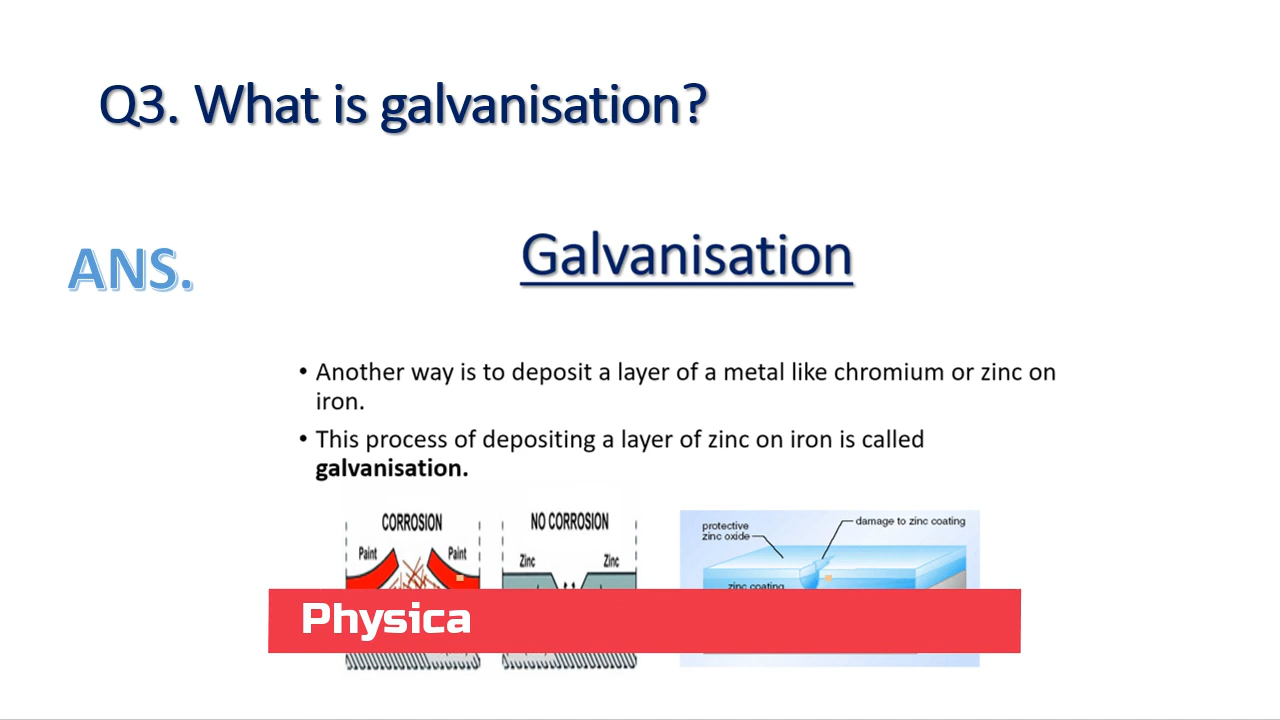 Q3. What is galvanisation?
ANS.
Galvanisation
• Another way is to deposit a layer of a metal like chromium or zinc on
iron.
• This process of depositing a layer of zinc on iron is called
galvanisation.
CORROSION
Paint Paint
NO CORROSION
Zinc Zinc
protective
zinc oxide
damage to zinc coating
zinc coating
Physica